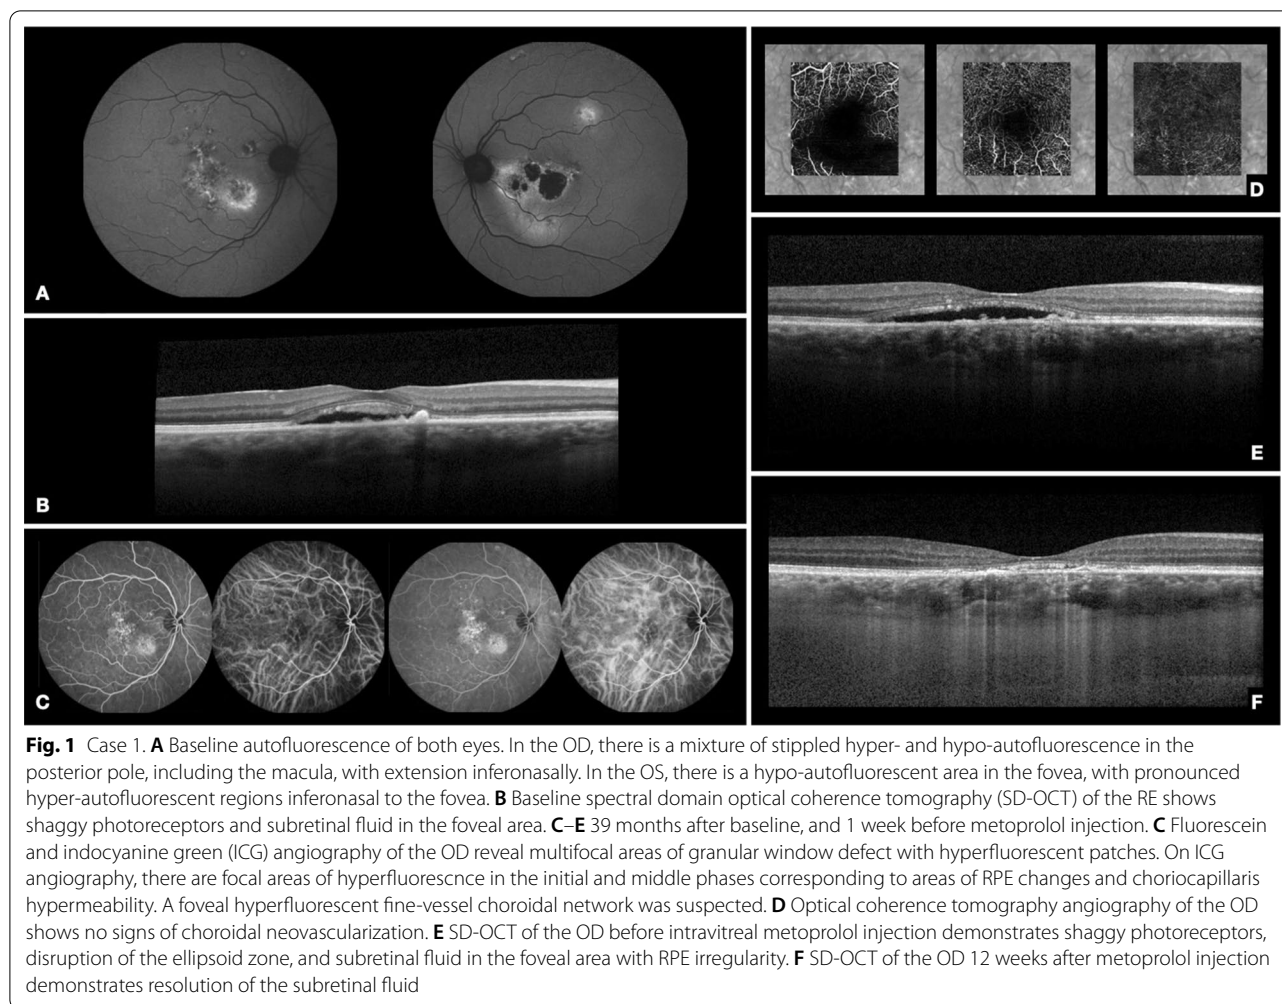 A
B
C
D
E
F
Fig. 1 Case 1. A Baseline autofluorescence of both eyes. In the OD, there is a mixture of stippled hyper- and hypo-autofluorescence in the
posterior pole, including the macula, with extension inferonasally. In the OS, there is a hypo-autofluorescent area in the fovea, with pronounced
hyper-autofluorescent regions inferonasal to the fovea. B Baseline spectral domain optical coherence tomography (SD-OCT) of the RE shows
shaggy photoreceptors and subretinal fluid in the foveal area. C–E 39 months after baseline, and 1 week before metoprolol injection. C Fluorescein
and indocyanine green (ICG) angiography of the OD reveal multifocal areas of granular window defect with hyperfluorescent patches. On ICG
angiography, there are focal areas of hyperfluorescnce in the initial and middle phases corresponding to areas of RPE changes and choriocapillaris
hypermeability. A foveal hyperfluorescent fine-vessel choroidal network was suspected. D Optical coherence tomography angiography of the OD
shows no signs of choroidal neovascularization. E SD-OCT of the OD before intravitreal metoprolol injection demonstrates shaggy photoreceptors,
disruption of the ellipsoid zone, and subretinal fluid in the foveal area with RPE irregularity. F SD-OCT of the OD 12 weeks after metoprolol injection
demonstrates resolution of the subretinal fluid